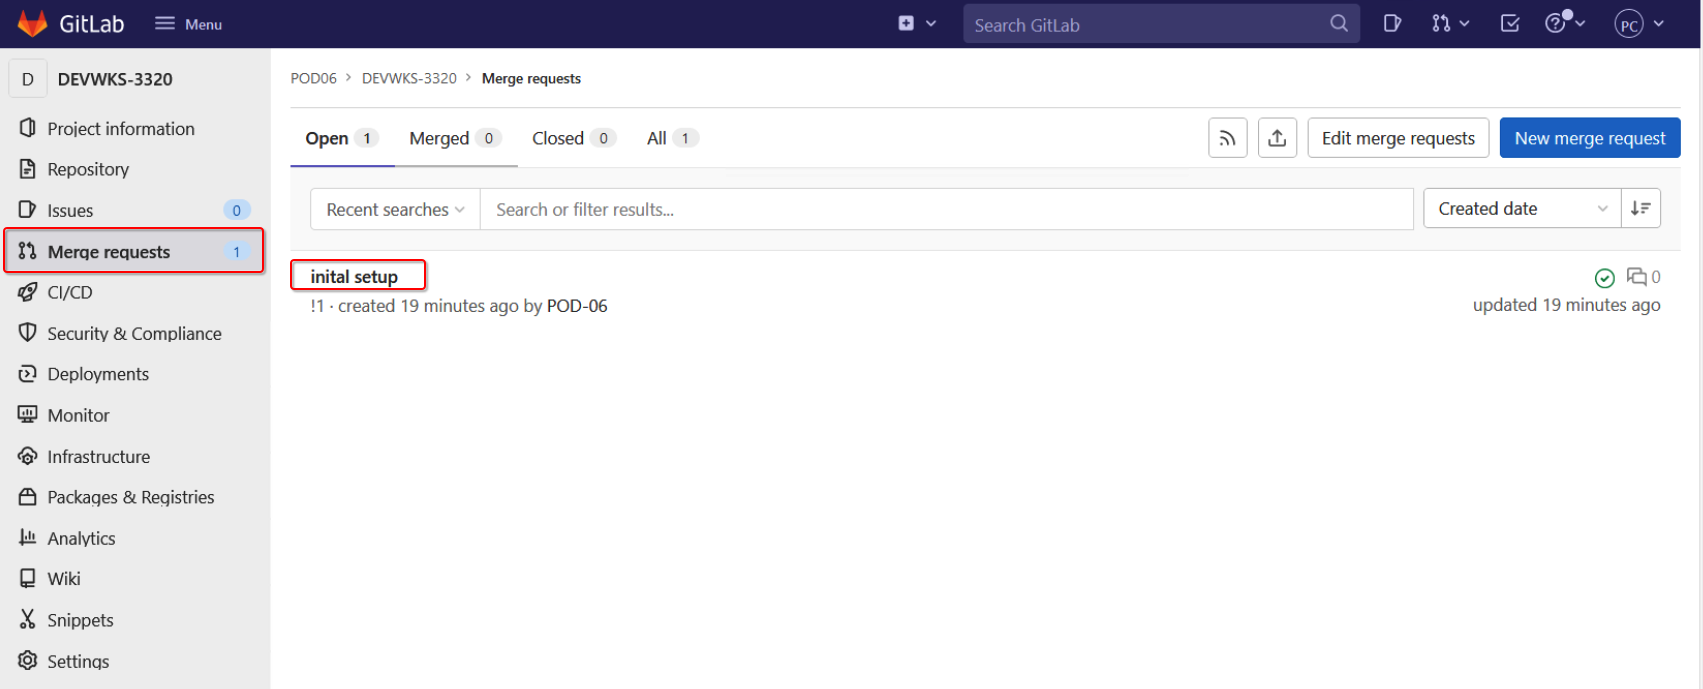 GitLab Menu Search GitLab PC
D DEVWKS-3320
Project information
Repository
Issues 0
Merge requests 1
CI/CD
Security & Compliance
Deployments
Monitor
Infrastructure
Packages & Registries
Analytics
Wiki
Snippets
Settings
POD06 > DEVWKS-3320 > Merge requests
Open 1 Merged 0 Closed 0 All 1 Edit merge requests New merge request
Recent searches Search or filter results... Created date
inital setup 0
!1 · created 19 minutes ago by POD-06 updated 19 minutes ago